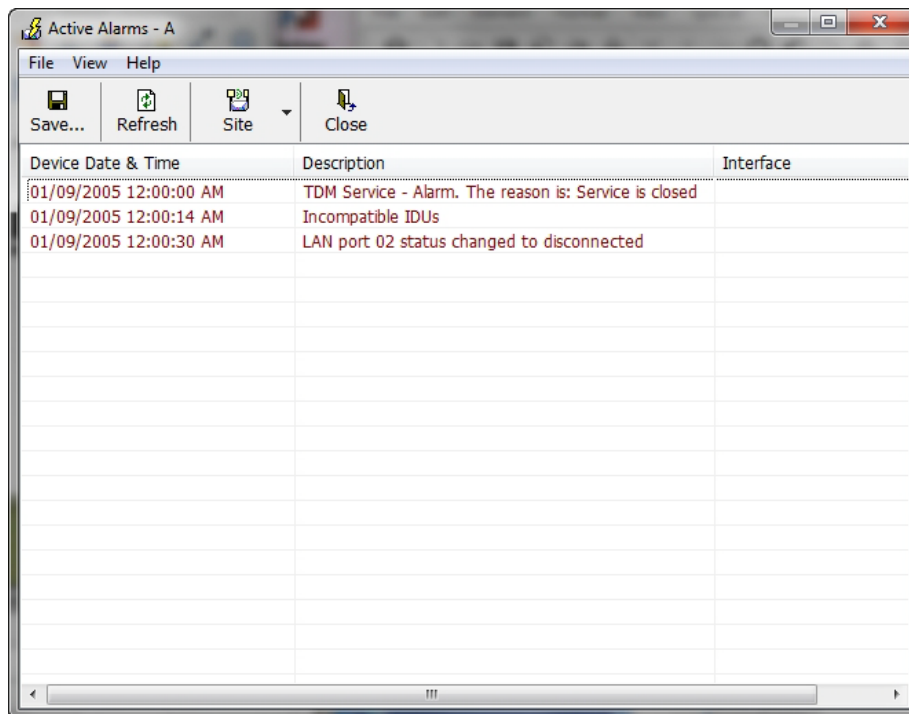 Active Alarms - A
File View Help
Save... Refresh Site Close
Device Date & Time Description Interface
01/09/2005 12:00:00 AM TDM Service - Alarm. The reason is: Service is closed
01/09/2005 12:00:14 AM Incompatible IDUs
01/09/2005 12:00:30 AM LAN port 02 status changed to disconnected